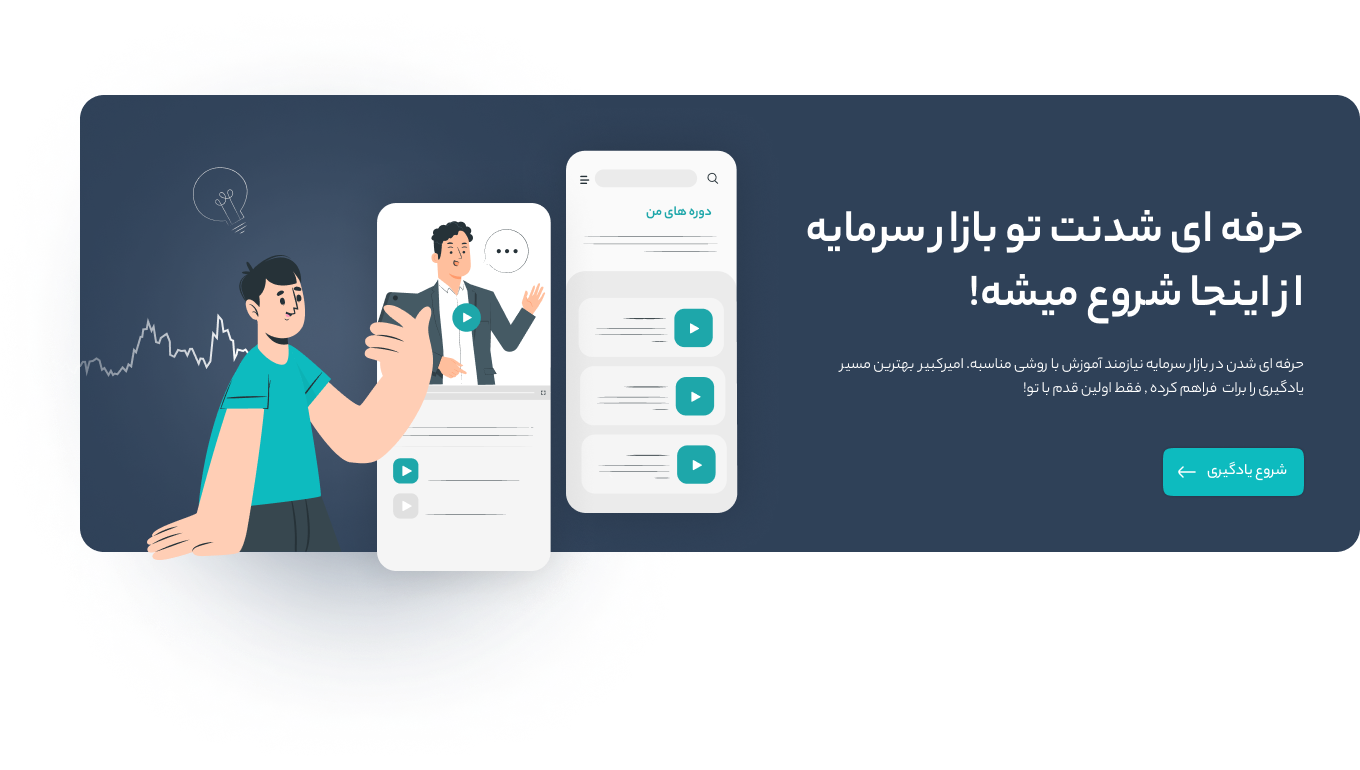 حرفه ای شدنت تو بازار سرمایه
از اینجا شروع میشه!
حرفه ای شدن در بازار سرمایه نیازمند آموزش با روشی مناسبه. امیرکبیر بهترین مسیر
یادگیری را برات فراهم کرده , فقط اولین قدم با تو!
شروع یادگیری
دوره های من